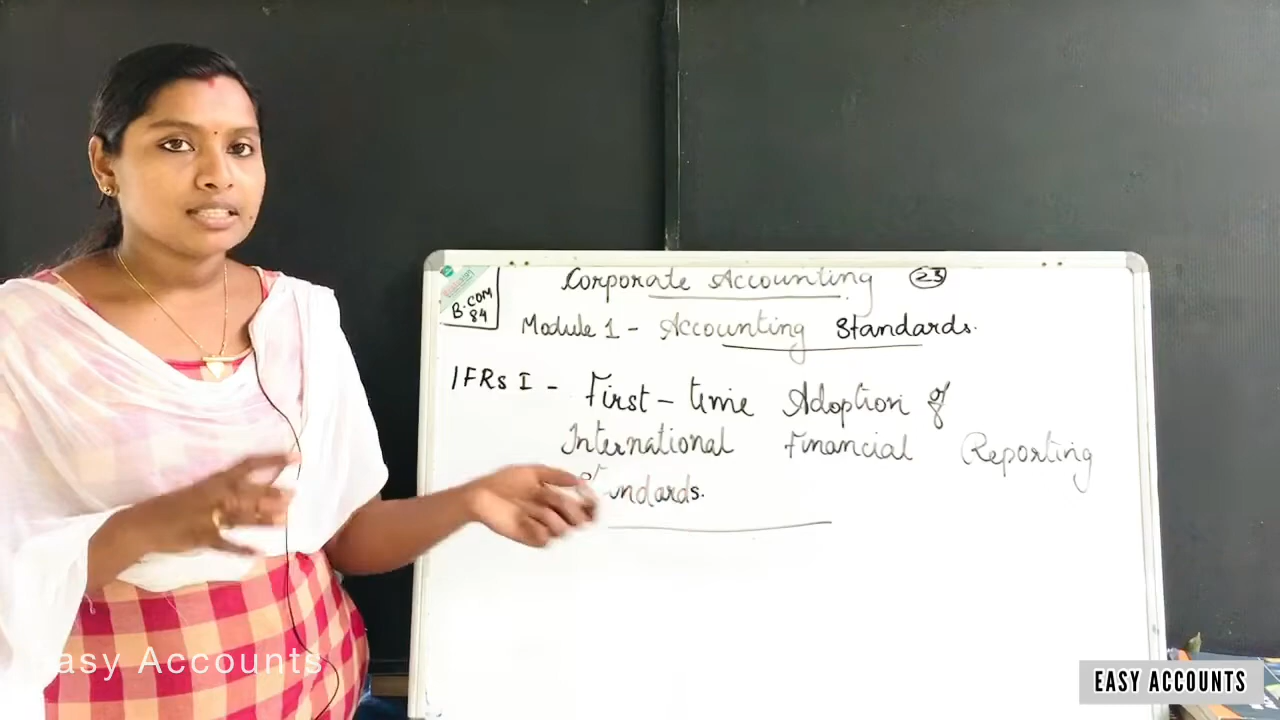 Corporate Accounting 23
B.COM
84
Module 1 - Accounting Standards.
IFRS I - First-time Adoption of
International Financial Reporting
Standards.
Easy Accounts
EASY ACCOUNTS